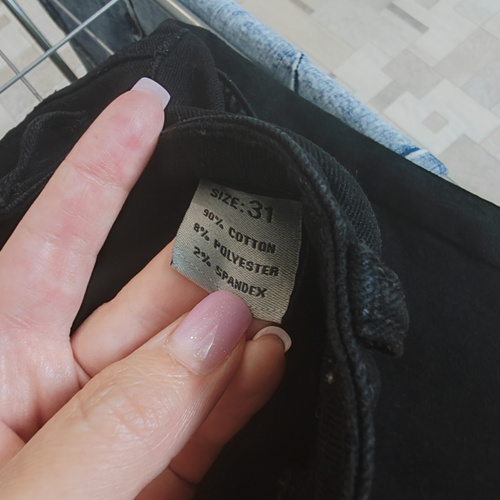 SIZE:31
90% COTTON
8% POLYESTER
2% SPANDEX